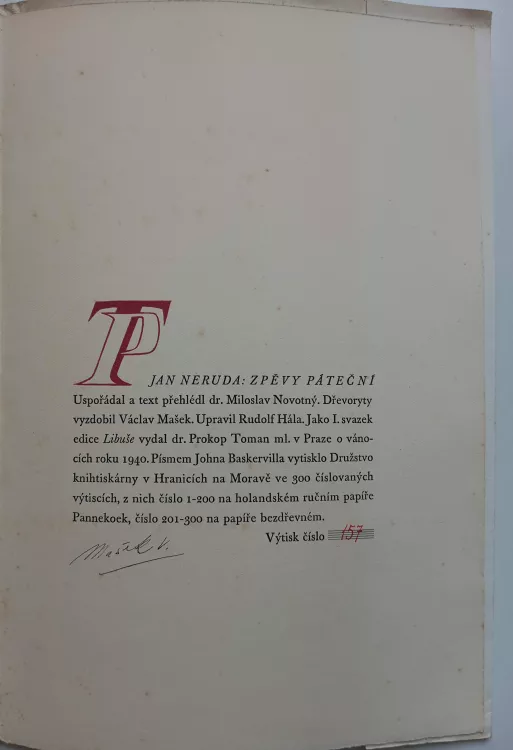 TP
JAN NERUDA: ZPĚVY PÁTEČNÍ
Uspořádal a text přehlédl dr. Miloslav Novotný. Dřevoryty
vyzdobil Václav Mašek. Upravil Rudolf Hála. Jako I. svazek
edice Libuše vydal dr. Prokop Toman ml. v Praze o váno-
cích roku 1940. Písmem Johna Baskervilla vytisklo Družstvo
knihtiskárny v Hranicích na Moravě ve 300 číslovaných
výtiscích, z nich číslo 1-200 na holandském ručním papíře
Pannekoek, číslo 201-300 na papíře bezdřevném.
Výtisk číslo 157
Mašek V.